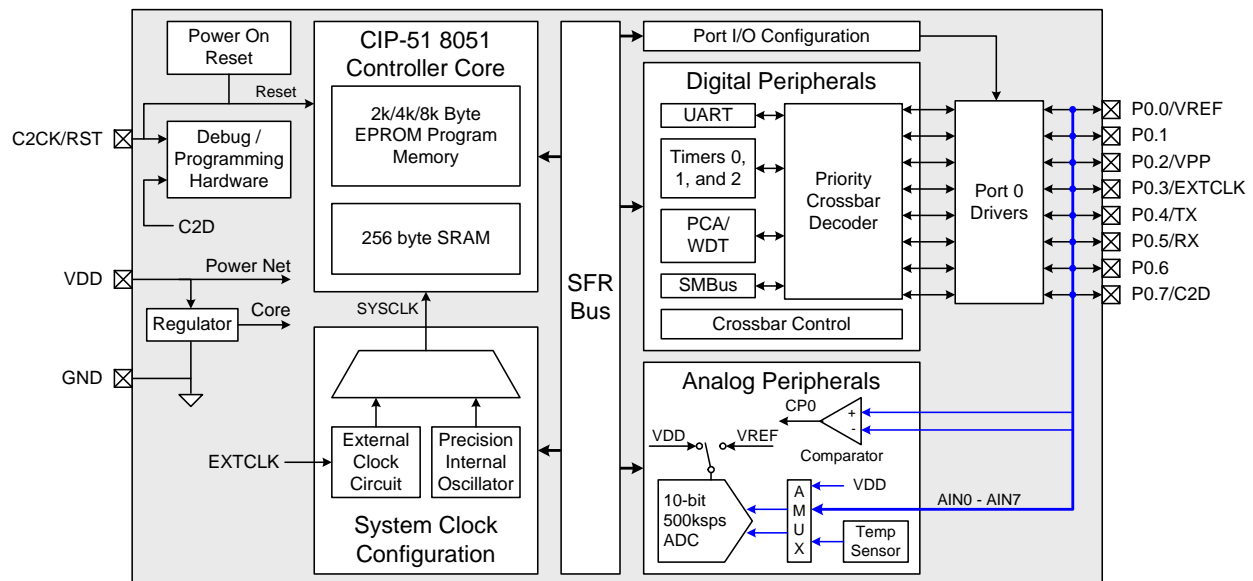 Power On
Reset
Reset
C2CK/RST
Debug /
Programming
Hardware
C2D
VDD
Power Net
Regulator
Core
GND
CIP-51 8051
Controller Core
2k/4k/8k Byte
EPROM Program
Memory
256 byte SRAM
SYSCLK
EXTCLK
External
Clock
Circuit
Precision
Internal
Oscillator
System Clock
Configuration
SFR
Bus
Port I/O Configuration
Digital Peripherals
UART
Timers 0,
1, and 2
PCA/
WDT
SMBus
Priority
Crossbar
Decoder
Crossbar Control
Port 0
Drivers
P0.0/VREF
P0.1
P0.2/VPP
P0.3/EXTCLK
P0.4/TX
P0.5/RX
P0.6
P0.7/C2D
Analog Peripherals
CP0
+
-
Comparator
VDD
VREF
10-bit
500ksps
ADC
A
M
U
X
VDD
AIN0 - AIN7
Temp
Sensor